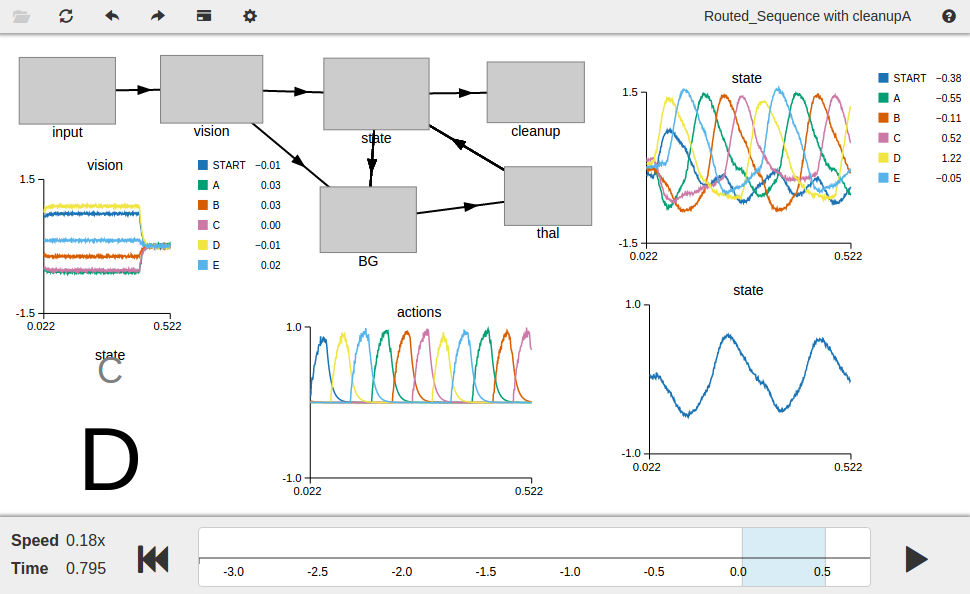 Routed_Sequence with cleanupA
input
vision
state
cleanup
BG
thal
vision
1.5
-1.5
0.022
0.522
START −0.01
A 0.03
B 0.03
C 0.00
D −0.01
E 0.02
state
1.5
-1.5
0.022
0.522
START −0.38
A −0.55
B −0.11
C 0.52
D 1.22
E −0.05
state
C
D
actions
1.0
-1.0
0.022
0.522
state
1.0
-1.0
0.022
0.522
Speed 0.18x
Time 0.795
-3.0 -2.5 -2.0 -1.5 -1.0 -0.5 0.0 0.5